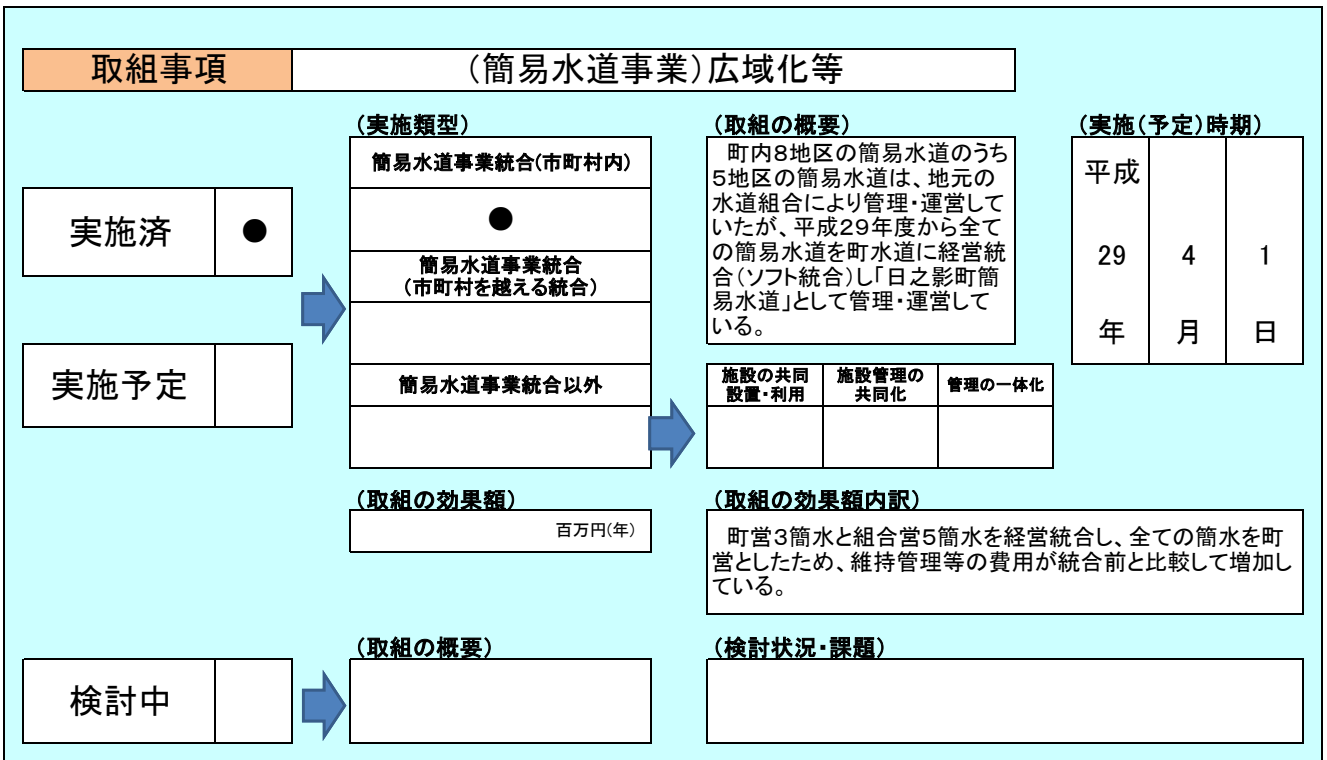 取組事項
(簡易水道事業)広域化等
実施済
●
実施予定
(実施類型)
簡易水道事業統合(市町村内)
●
簡易水道事業統合
(市町村を越える統合)
簡易水道事業統合以外
(取組の概要)
町内8地区の簡易水道のうち
5地区の簡易水道は、地元の
水道組合により管理・運営して
いたが、平成29年度から全て
の簡易水道を町水道に経営統
合(ソフト統合)し「日之影町簡
易水道」として管理・運営して
いる。
(実施(予定)時期)
平成
29 4 1
年 月 日
施設の共同
設置・利用
施設管理の
共同化
管理の一体化
(取組の効果額)
百万円(年)
(取組の効果額内訳)
町営3簡水と組合営5簡水を経営統合し、全ての簡水を町
営としたため、維持管理等の費用が統合前と比較して増加し
ている。
検討中
(取組の概要)
(検討状況・課題)